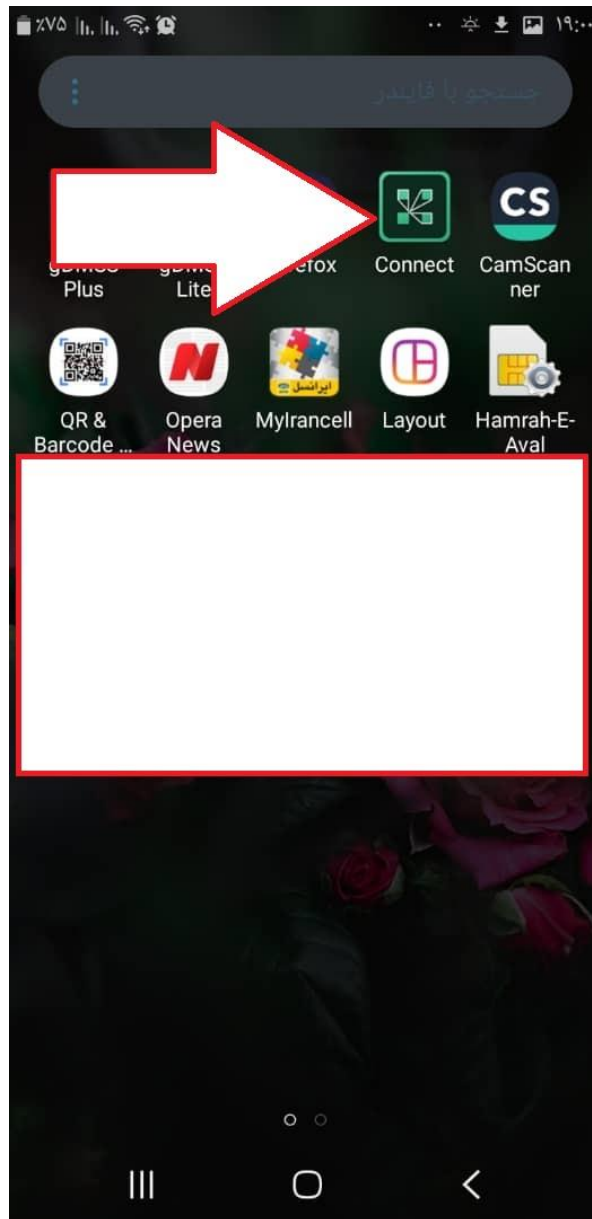 ٪۷۵ ۱۹:۰۰
جستجو با فایندر
Connect
CS
CamScan
ner
Plus
Lite
ایرانسل
QR &
Barcode ...
Opera
News
MyIrancell
Layout
Hamrah-E-
Aval